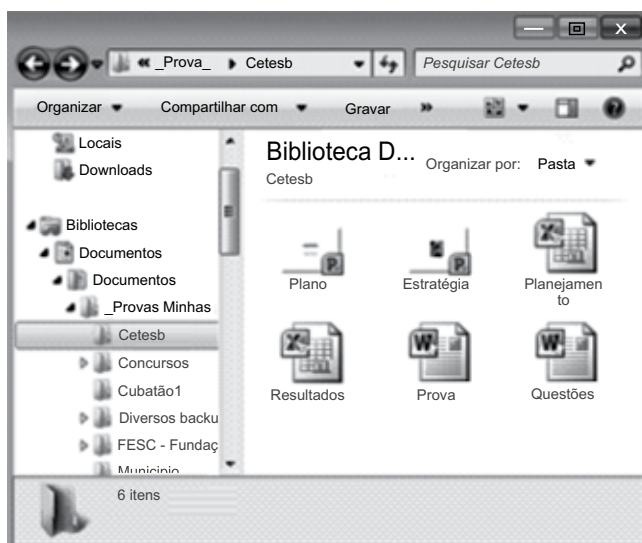 _Prova_ Cetesb Pesquisar Cetesb
Organizar Compartilhar com Gravar
Locais
Downloads
Bibliotecas
Documentos
Documentos
_Provas Minhas
Cetesb
Concursos
Cubatão1
Diversos backu
FESC - Fundaç
Municipio
Biblioteca D...
Cetesb
Organizar por: Pasta
Plano Estratégia Planejamen
to
Resultados Prova Questões
6 itens